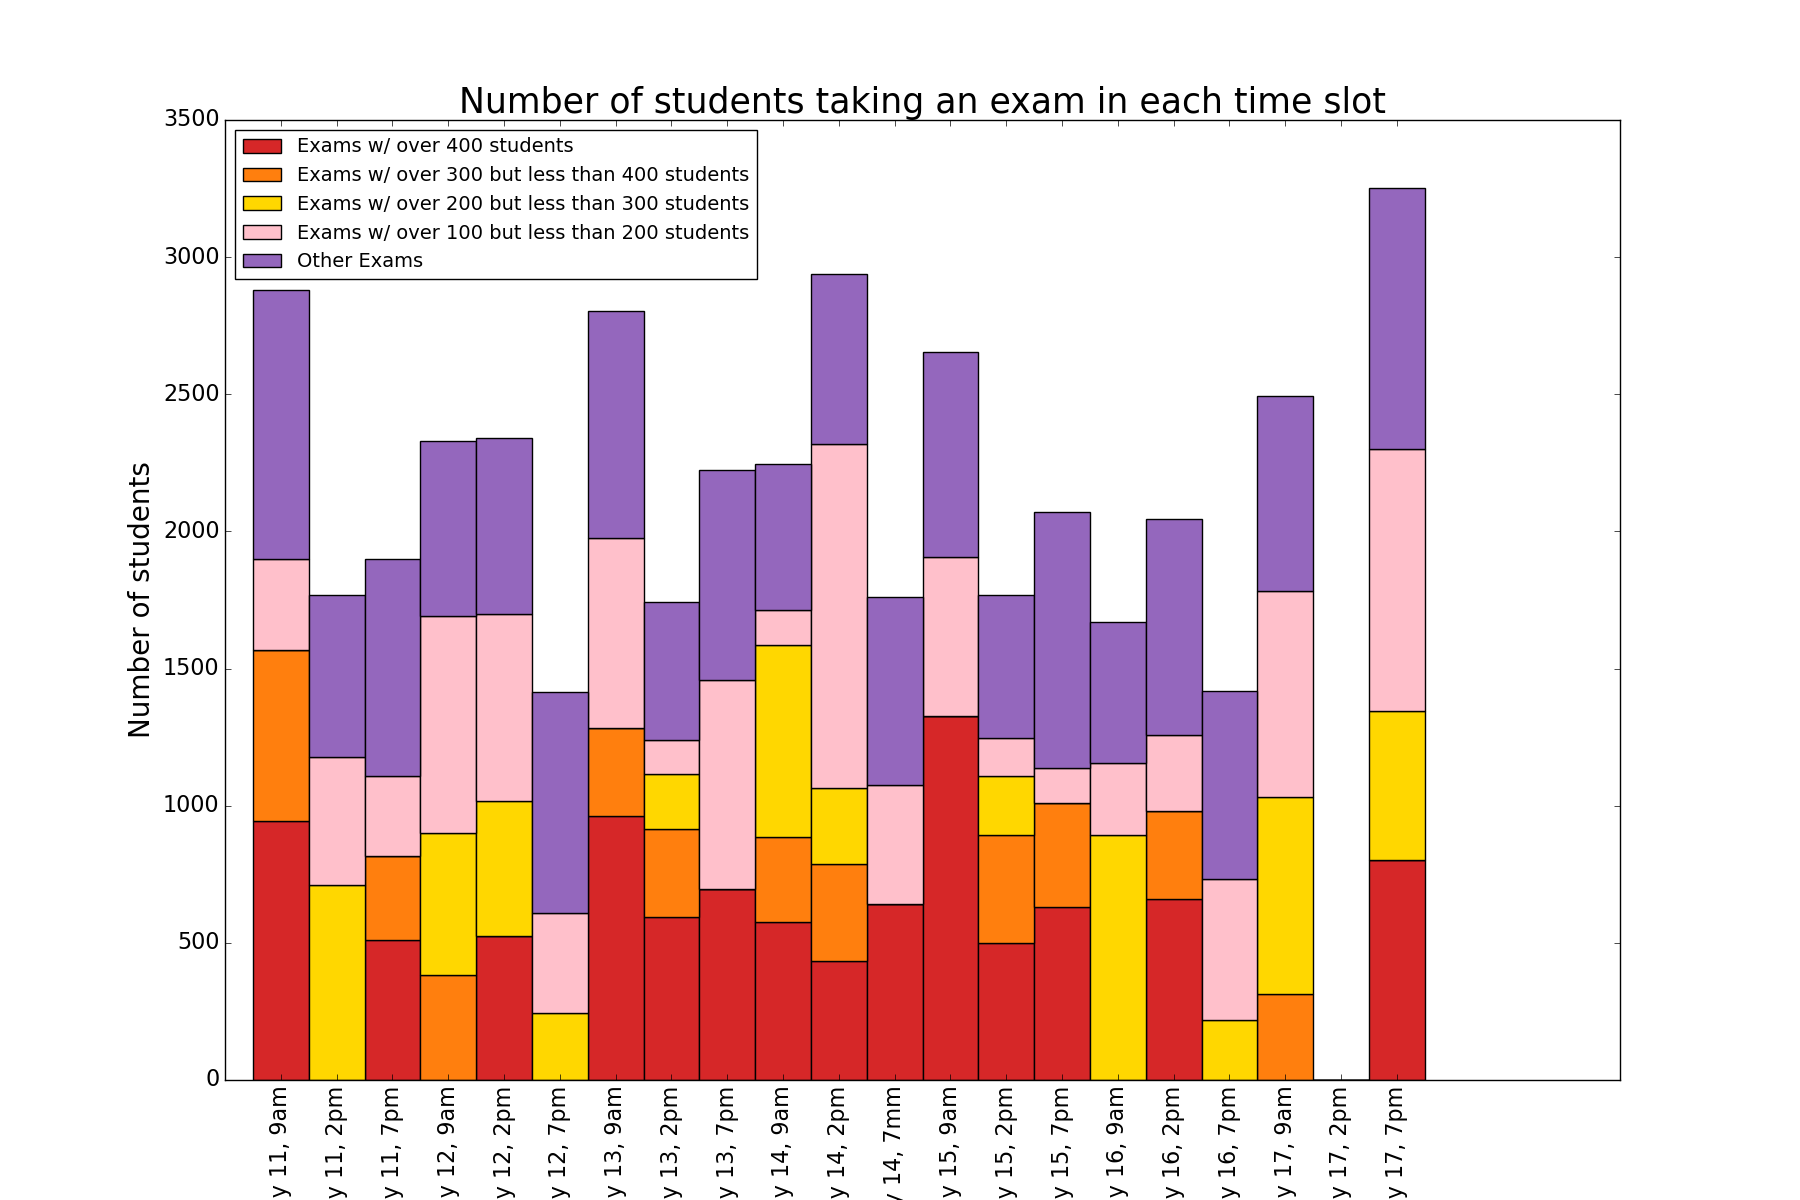 Number of students taking an exam in each time slot
3500
3000
2500
2000
1500
1000
500
0
Number of students
Exams w/ over 400 students
Exams w/ over 300 but less than 400 students
Exams w/ over 200 but less than 300 students
Exams w/ over 100 but less than 200 students
Other Exams
y 11, 9am
y 11, 2pm
y 11, 7pm
y 12, 9am
y 12, 2pm
y 12, 7pm
y 13, 9am
y 13, 2pm
y 13, 7pm
y 14, 9am
y 14, 2pm
y 14, 7mm
y 15, 9am
y 15, 2pm
y 15, 7pm
y 16, 9am
y 16, 2pm
y 16, 7pm
y 17, 9am
y 17, 2pm
y 17, 7pm